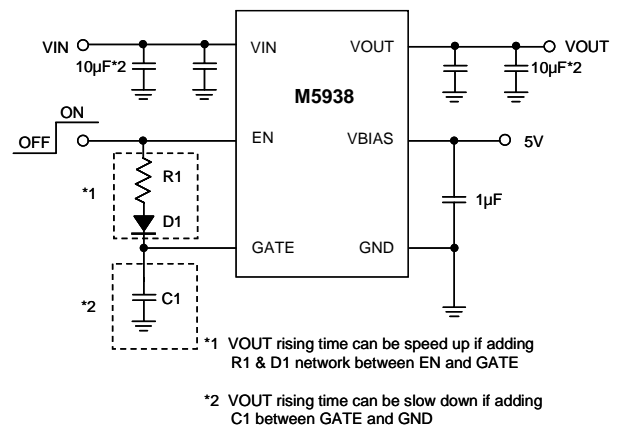 VIN
VIN
VOUT
VOUT
10µF*2
10µF*2
M5938
ON
OFF
EN
VBIAS
5V
*1
R1
1µF
D1
GATE
GND
*2
C1
*1 VOUT rising time can be speed up if adding
R1 & D1 network between EN and GATE
*2 VOUT rising time can be slow down if adding
C1 between GATE and GND